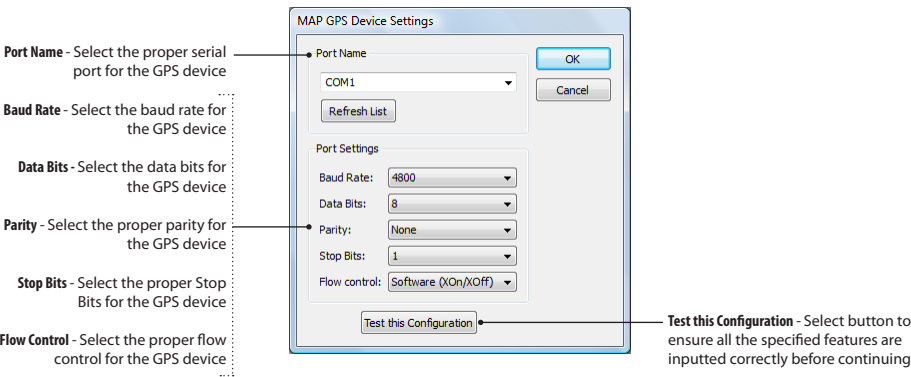 MAP GPS Device Settings
Port Name - Select the proper serial
port for the GPS device
Baud Rate - Select the baud rate for
the GPS device
Data Bits - Select the data bits for
the GPS device
Parity - Select the proper parity for
the GPS device
Stop Bits - Select the proper Stop
Bits for the GPS device
Flow Control - Select the proper flow
control for the GPS device
Port Name
COM1
Refresh List
OK
Cancel
Port Settings
Baud Rate: 4800
Data Bits: 8
Parity: None
Stop Bits: 1
Flow control: Software (XOn/XOff)
Test this Configuration
Test this Configuration - Select button to
ensure all the specified features are
inputted correctly before continuing